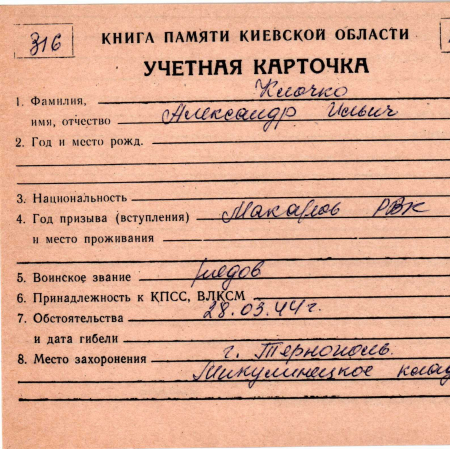 316
КНИГА ПАМЯТИ КИЕВСКОЙ ОБЛАСТИ
УЧЕТНАЯ КАРТОЧКА
1. Фамилия, Клочко
имя, отчество Александр Ильич
2. Год и место рожд.
3. Национальность
4. Год призыва (вступления) Макаров РВК
и место проживания
5. Воинское звание рядов
6. Принадлежность к КПСС, ВЛКСМ
7. Обстоятельства 28.03.44г.
и дата гибели
8. Место захоронения г. Тернополь
Микулинецкое клад